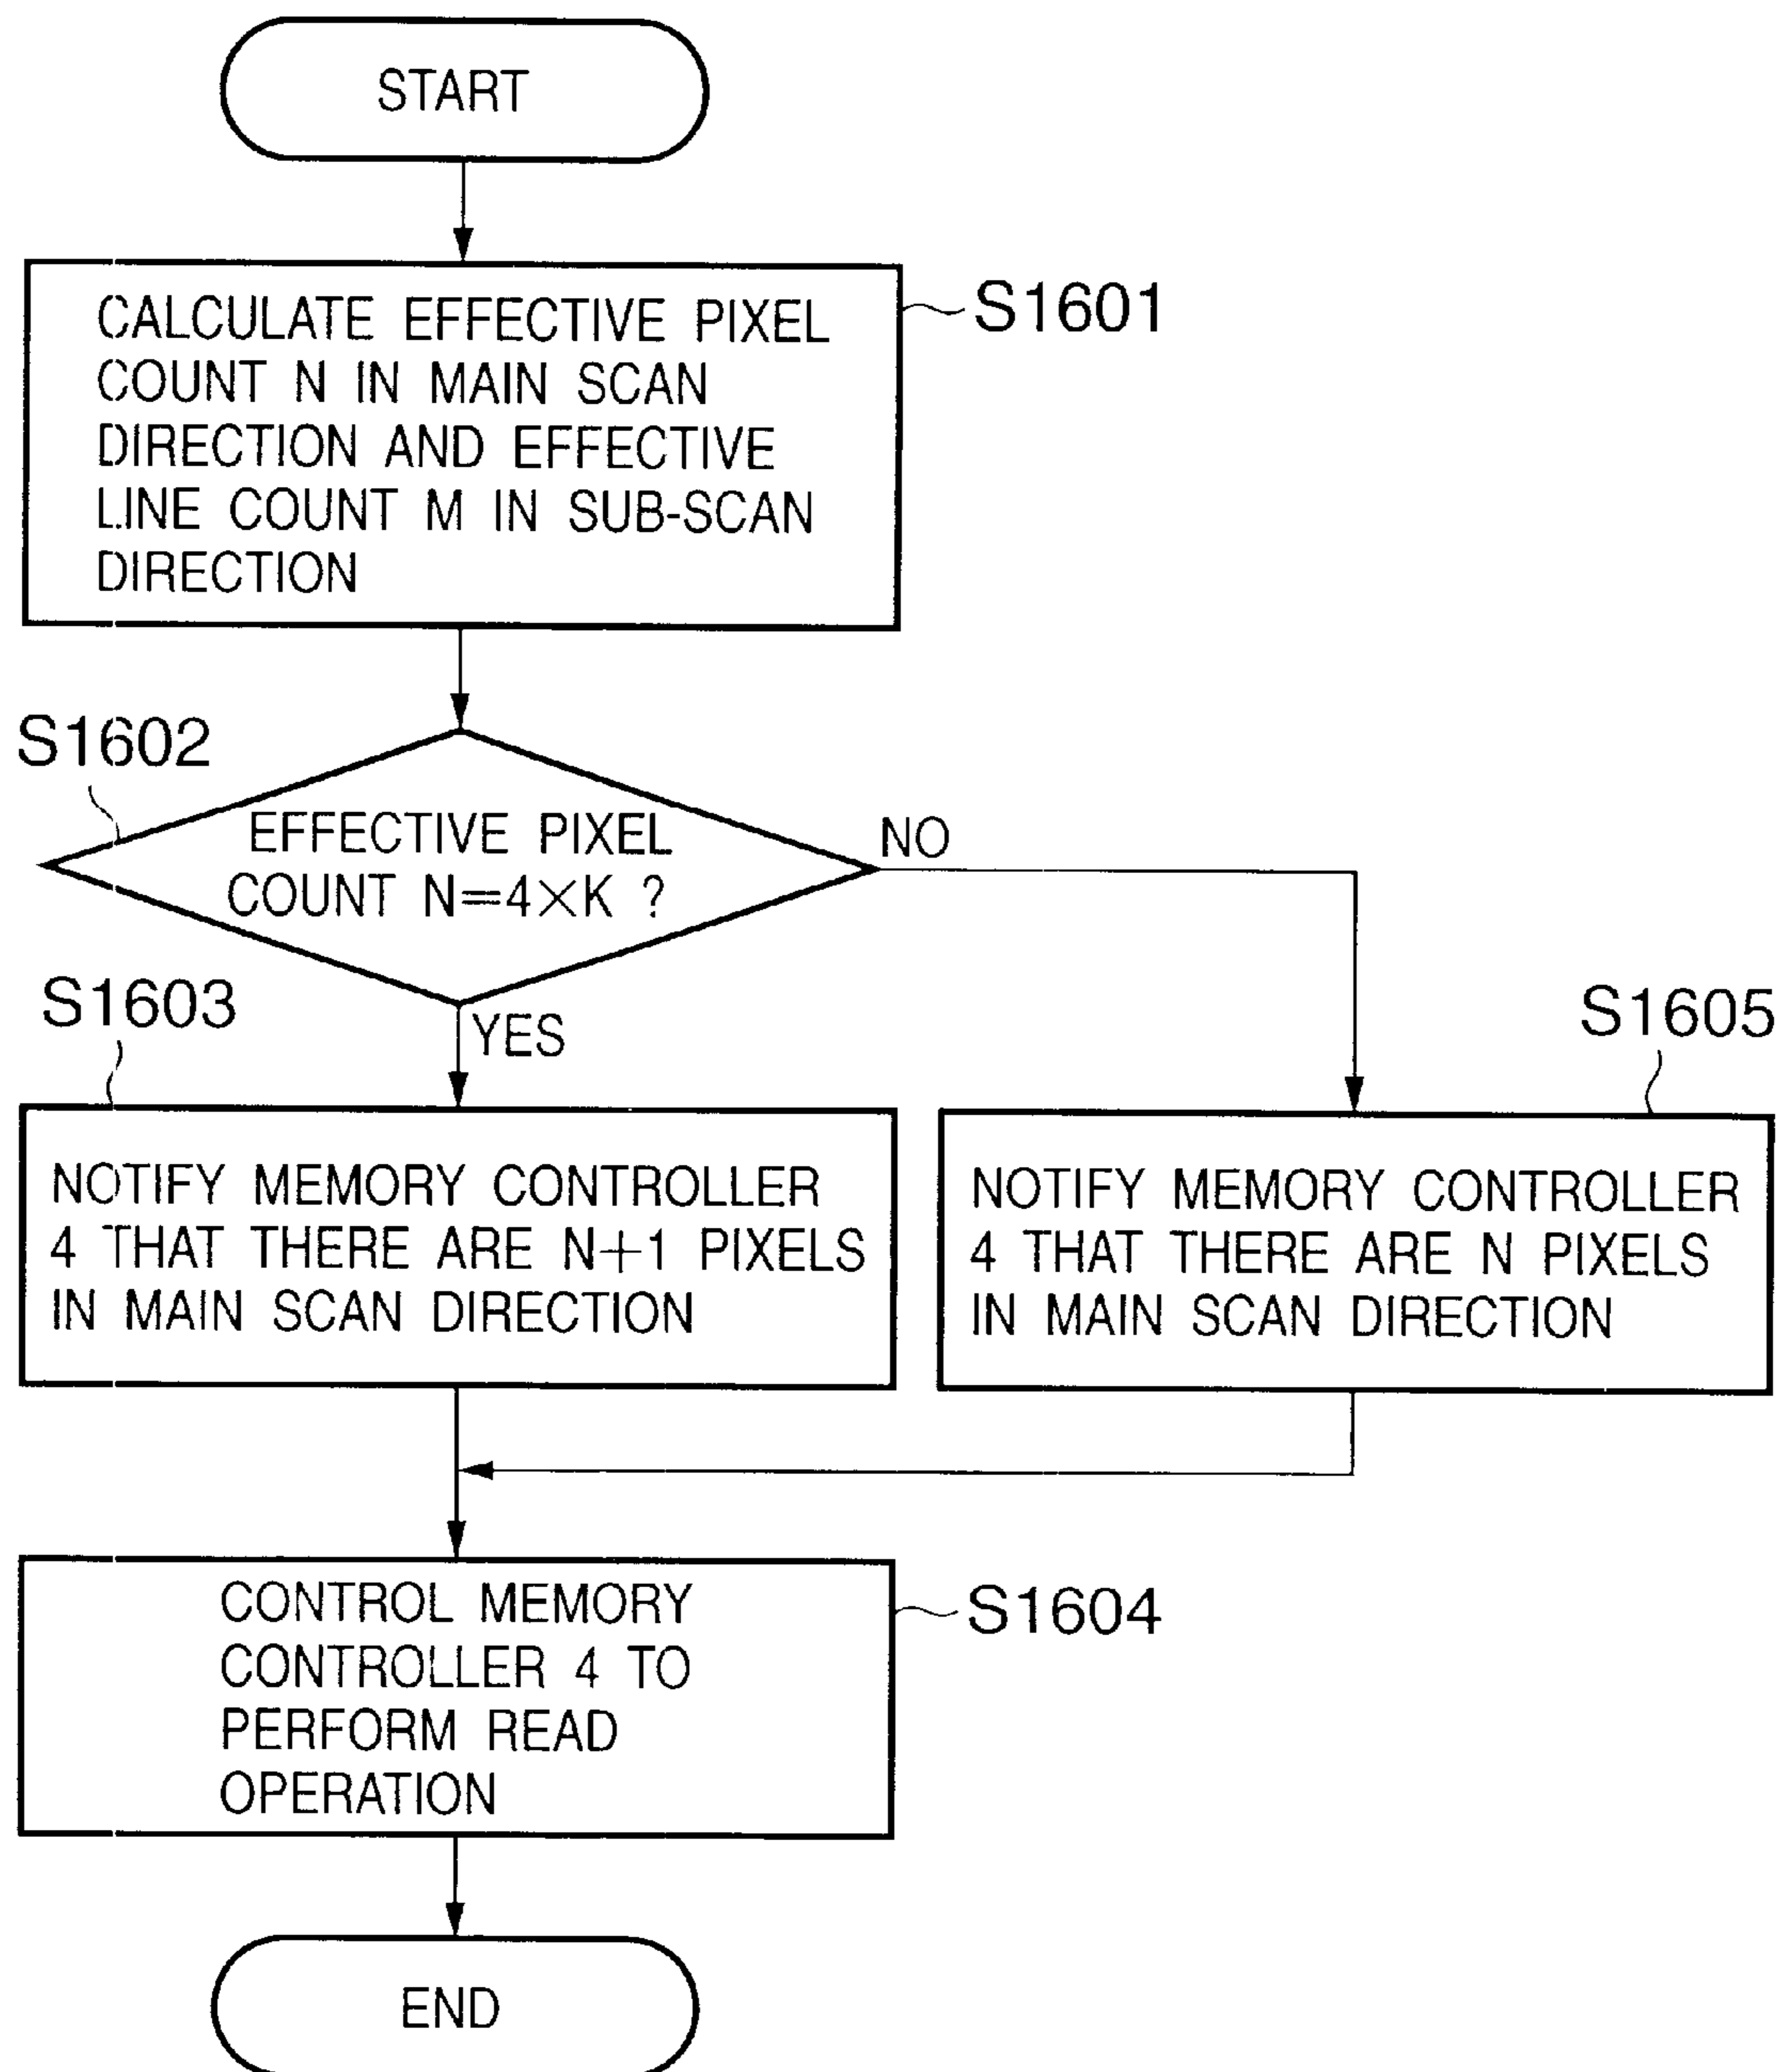 START
CALCULATE EFFECTIVE PIXEL
COUNT N IN MAIN SCAN
DIRECTION AND EFFECTIVE
LINE COUNT M IN SUB-SCAN
DIRECTION
S1601
S1602
EFFECTIVE PIXEL
COUNT N=4×K ?
NO
YES
S1603
NOTIFY MEMORY CONTROLLER
4 THAT THERE ARE N+1 PIXELS
IN MAIN SCAN DIRECTION
S1605
NOTIFY MEMORY CONTROLLER
4 THAT THERE ARE N PIXELS
IN MAIN SCAN DIRECTION
CONTROL MEMORY
CONTROLLER 4 TO
PERFORM READ
OPERATION
S1604
END